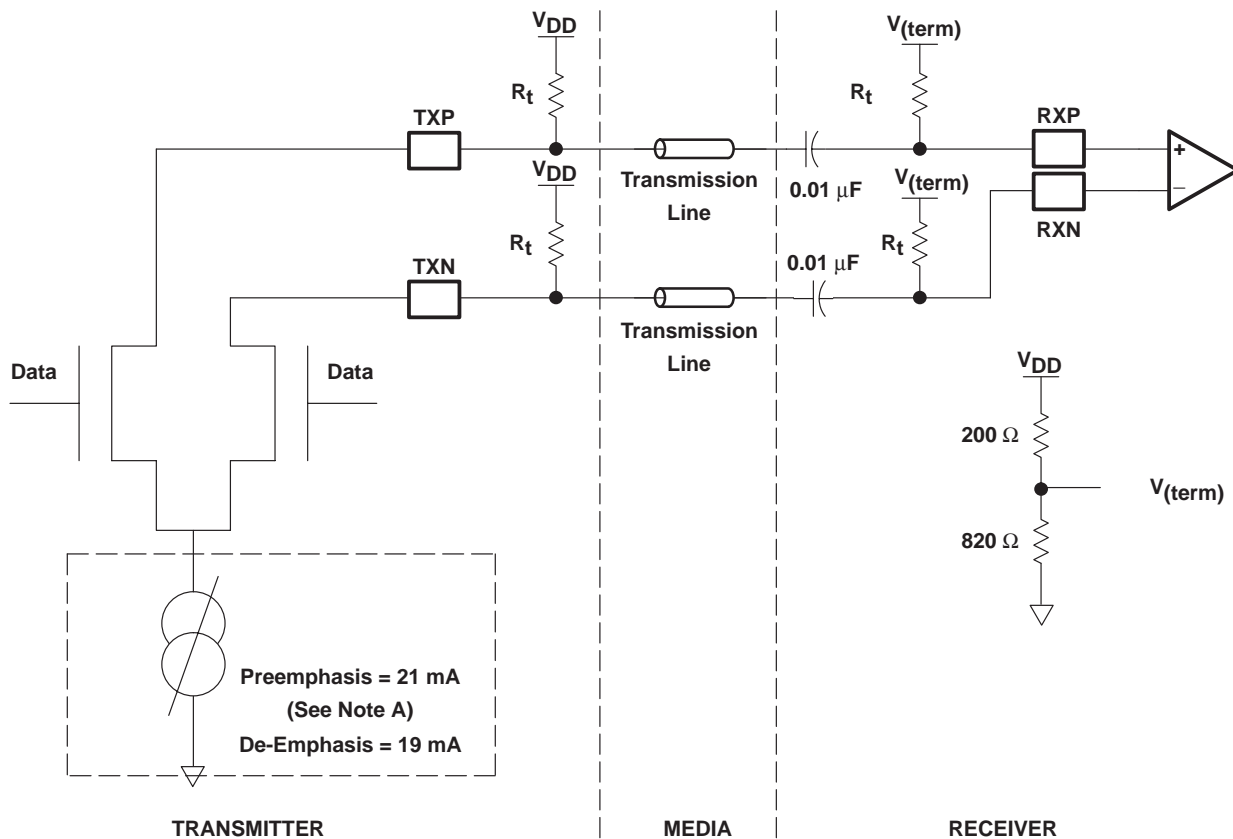 VDD
V(term)
Rt
Rt
TXP
RXP
+
VDD
Transmission
Line
0.01 μF
V(term)
−
RXN
Rt
TXN
0.01 μF
Rt
Transmission
Line
Data
Data
VDD
200 Ω
V(term)
820 Ω
Preemphasis = 21 mA
(See Note A)
De-Emphasis = 19 mA
TRANSMITTER
MEDIA
RECEIVER